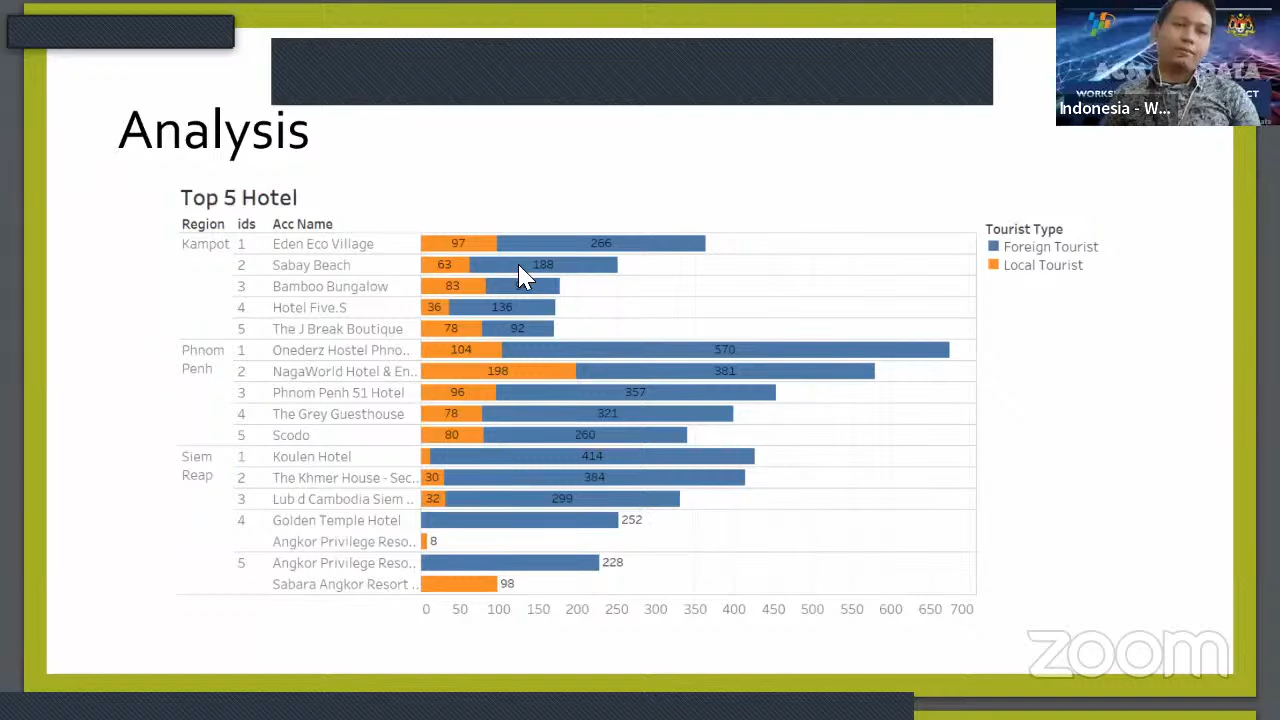 WORKS
CT
Indonesia - W...
Analysis
Top 5 Hotel
Region ids Acc Name
Tourist Type
Foreign Tourist
Local Tourist
Kampot 1 Eden Eco Village 97 266
2 Sabay Beach 63 188
3 Bamboo Bungalow 83
4 Hotel Five.S 36 136
5 The J Break Boutique 78 92
Phnom Penh 1 Onederz Hostel Phno.. 104 570
2 NagaWorld Hotel & En.. 198 381
3 Phnom Penh 51 Hotel 96 357
4 The Grey Guesthouse 78 321
5 Scodo 80 260
Siem Reap 1 Koulen Hotel 414
2 The Khmer House - Sec.. 30 384
3 Lub d Cambodia Siem .. 32 299
4 Golden Temple Hotel 252
Angkor Privilege Reso.. 8
5 Angkor Privilege Reso.. 228
Sabara Angkor Resort .. 98
0 50 100 150 200 250 300 350 400 450 500 550 600 650 700
zoom